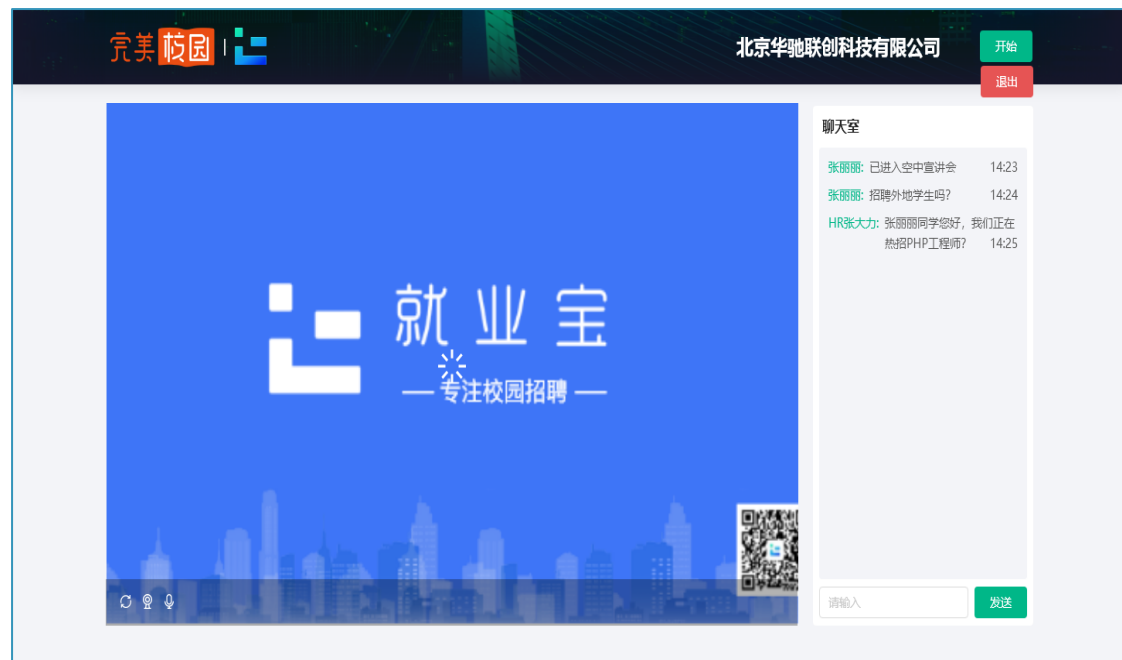 完美校园
北京华驰联创科技有限公司
开始
退出
就业宝
专注校园招聘
聊天室
张丽丽: 已进入空中宣讲会 14:23
张丽丽: 招聘外地学生吗? 14:24
HR张大力: 张丽丽同学您好，我们正在
热招PHP工程师? 14:25
请输入
发送